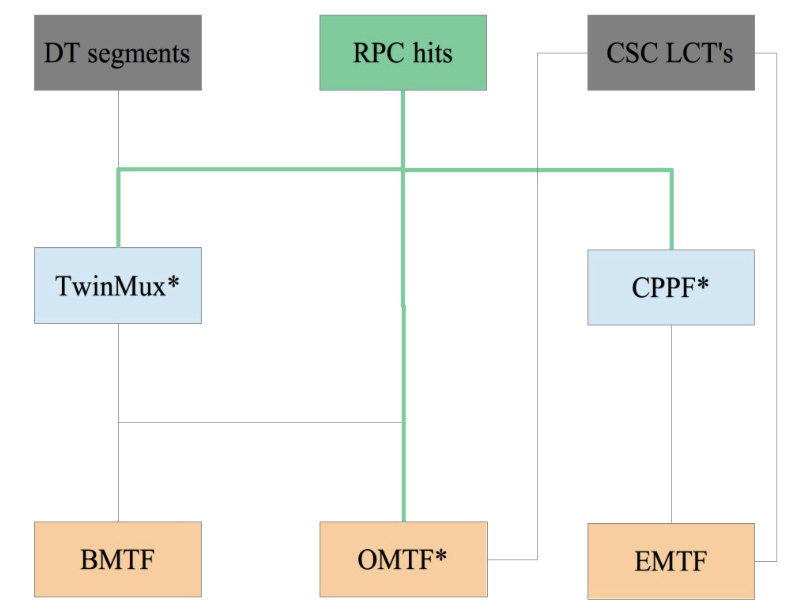 DT segments
RPC hits
CSC LCT's
TwinMux*
CPPF*
BMTF
OMTF*
EMTF